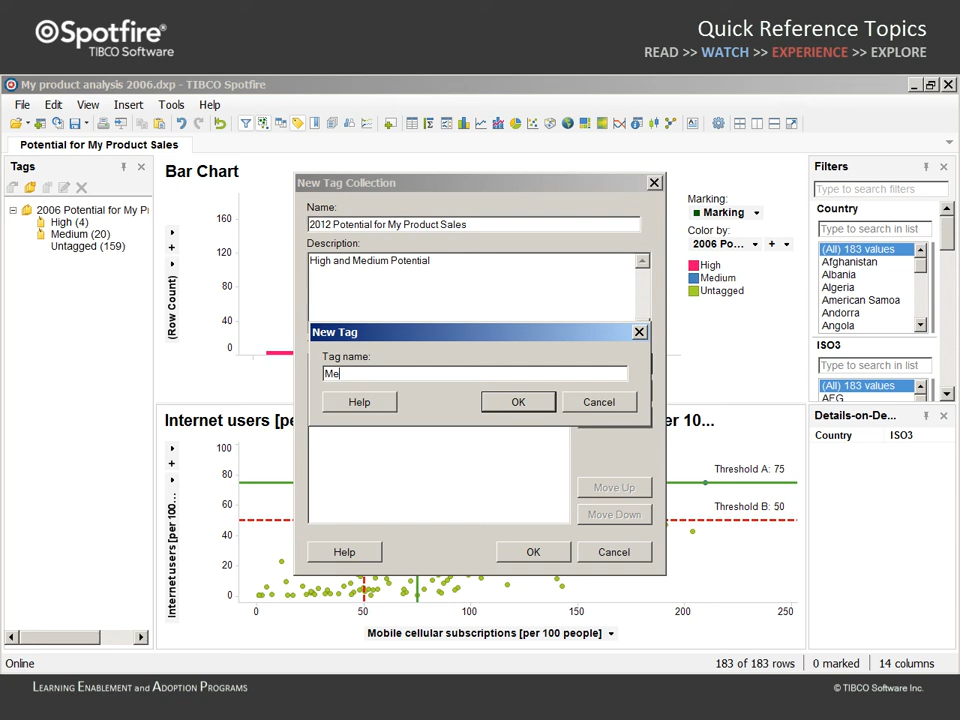 Spotfire®
TIBCO Software
Quick Reference Topics
READ >> WATCH >> EXPERIENCE >> EXPLORE
My product analysis 2006.dxp - TIBCO Spotfire
File Edit View Insert Tools Help
Potential for My Product Sales
Tags
2006 Potential for My P
High (4)
Medium (20)
Untagged (159)
Bar Chart
(Row Count)
160
120
80
40
0
Marking:
Marking
Color by:
2006 Po...
High
Medium
Untagged
New Tag Collection
Name:
2012 Potential for My Product Sales
Description:
High and Medium Potential
New Tag
Tag name:
Me
Help OK Cancel
Move Up
Move Down
Help OK Cancel
Internet users [pe
er 10...
Internet users [per 100...
100
80
60
40
20
0
Threshold A: 75
Threshold B: 50
0 50 100 150 200 250
Mobile cellular subscriptions [per 100 people]
Filters
Type to search filters
Country
Type to search in list
(All) 183 values
Afghanistan
Albania
Algeria
American Samoa
Andorra
Angola
ISO3
Type to search in list
(All) 183 values
AFG
Details-on-De...
Country ISO3
Online
183 of 183 rows 0 marked 14 columns
Learning Enablement and Adoption Programs
© TIBCO Software Inc.